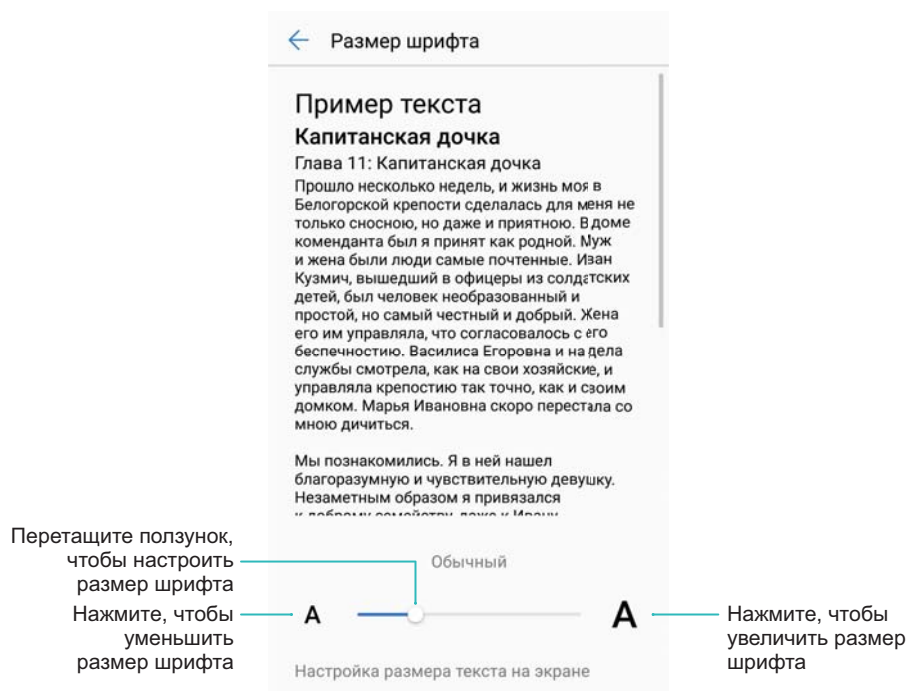 Размер шрифта
Пример текста
Капитанская дочка
Глава 11: Капитанская дочка
Прошло несколько недель, и жизнь моя в
Белогорской крепости сделалась для меня не
только сносною, но даже и приятною. В доме
коменданта был я принят как родной. Муж
и жена были люди самые почтенные. Иван
Кузмич, вышедший в офицеры из солдатских
детей, был человек необразованный и
простой, но самый честный и добрый. Жена
его им управляла, что согласовалось с его
беспечностию. Василиса Егоровна и на дела
службы смотрела, как на свои хозяйские, и
управляла крепостию так точно, как и своим
домком. Марья Ивановна скоро перестала со
мною дичиться.
Мы познакомились. Я в ней нашел
благоразумную и чувствительную девушку.
Незаметным образом я привязался
к доброму семейству, даже к Ивану
Перетащите ползунок,
чтобы настроить
размер шрифта
Обычный
Нажмите, чтобы
уменьшить
размер шрифта
A
A
Нажмите, чтобы
увеличить размер
шрифта
Настройка размера текста на экране